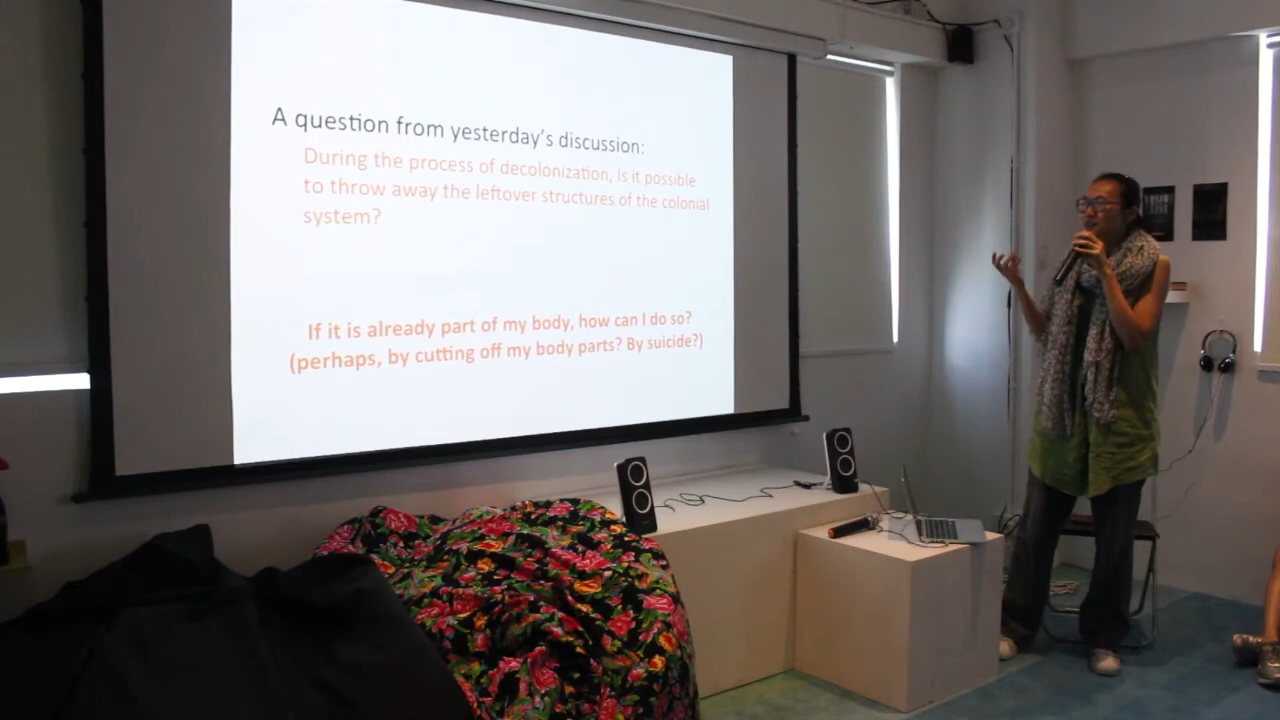 A question from yesterday's discussion:
During the process of decolonization, is it possible
to throw away the leftover structures of the colonial
system?
If it is already part of my body, how can I do so?
(perhaps, by cutting off my body parts? By suicide?)